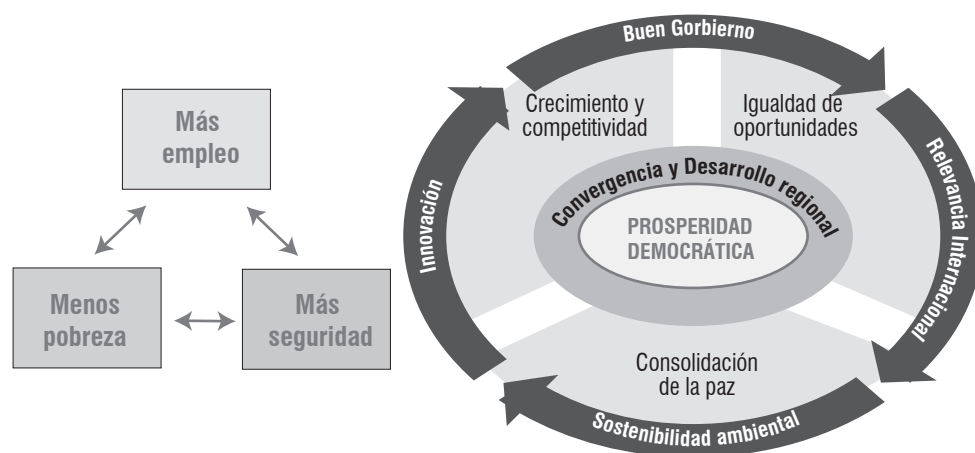 Más
empleo
Menos
pobreza
Más
seguridad
Buen Gorbierno
Crecimiento y
competitividad
Igualdad de
oportunidades
Innovación
Relevancia Internacional
Convergencia y Desarrollo regional
PROSPERIDAD
DEMOCRÁTICA
Consolidación
de la paz
Sostenibilidad ambiental